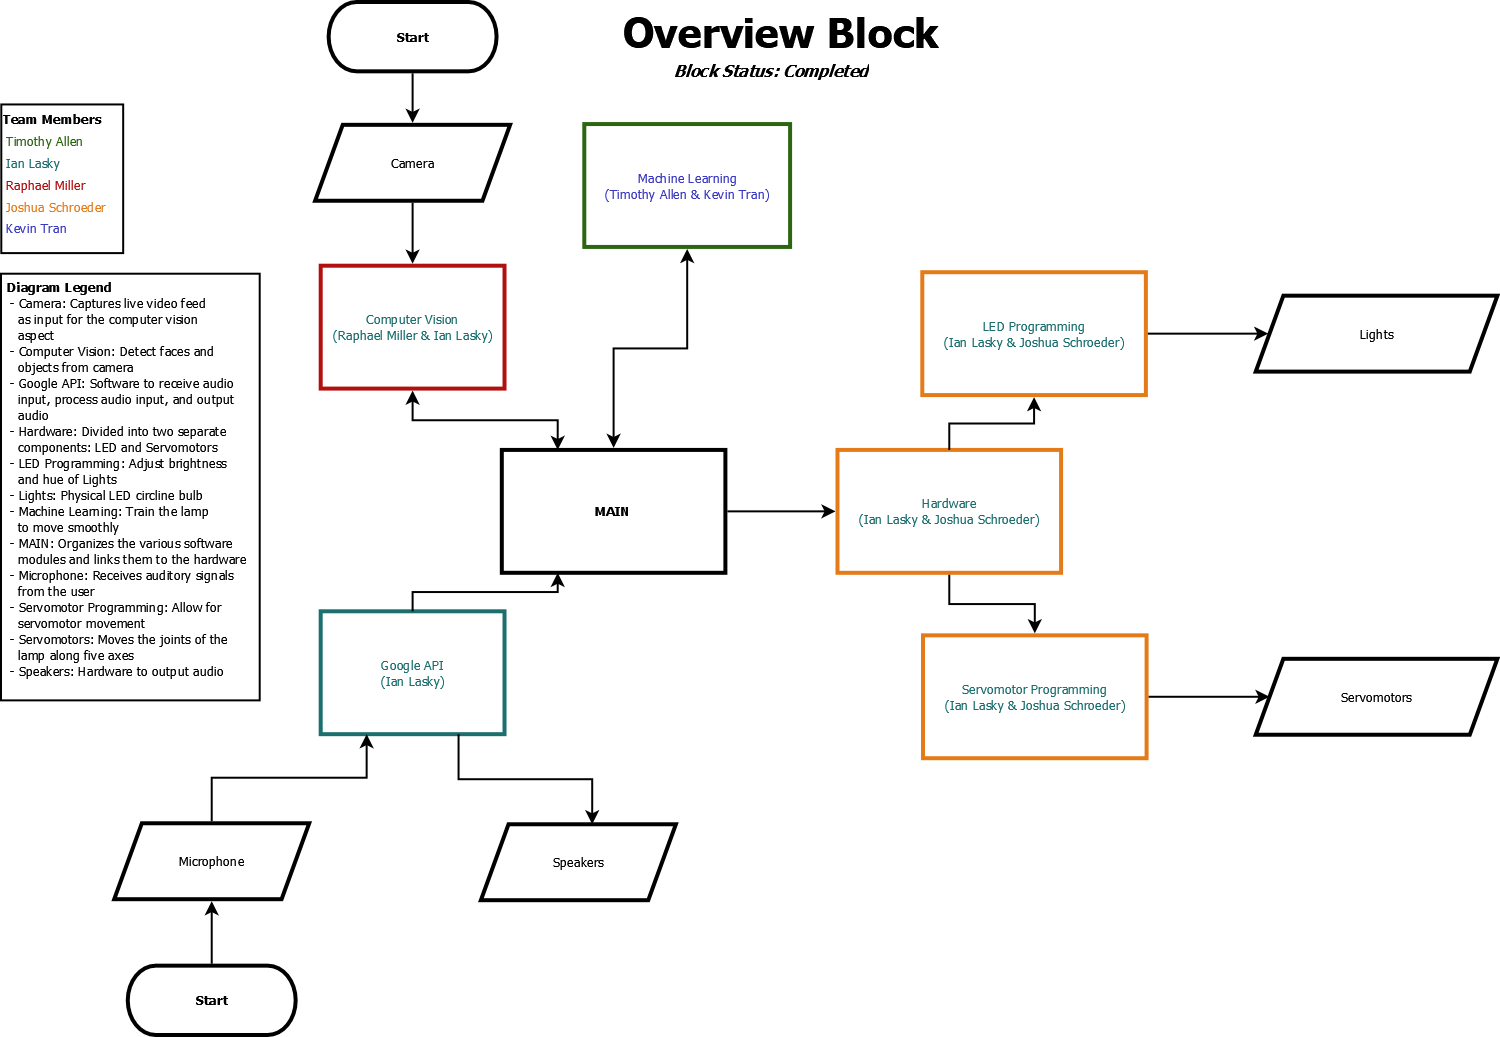 Overview Block
Block Status: Completed
Start
Camera
Team Members
Timothy Allen
Ian Lasky
Raphael Miller
Joshua Schroeder
Kevin Tran
Machine Learning
(Timothy Allen & Kevin Tran)
Diagram Legend
- Camera: Captures live video feed
as input for the computer vision
aspect
- Computer Vision: Detect faces and
objects from camera
- Google API: Software to receive audio
input, process audio input, and output
audio
- Hardware: Divided into two separate
components: LED and Servomotors
- LED Programming: Adjust brightness
and hue of Lights
- Lights: Physical LED circline bulb
- Machine Learning: Train the lamp
to move smoothly
- MAIN: Organizes the various software
modules and links them to the hardware
- Microphone: Receives auditory signals
from the user
- Servomotor Programming: Allow for
servomotor movement
- Servomotors: Moves the joints of the
lamp along five axes
- Speakers: Hardware to output audio
Computer Vision
(Raphael Miller & Ian Lasky)
LED Programming
(Ian Lasky & Joshua Schroeder)
Lights
MAIN
Hardware
(Ian Lasky & Joshua Schroeder)
Google API
(Ian Lasky)
Servomotor Programming
(Ian Lasky & Joshua Schroeder)
Servomotors
Microphone
Speakers
Start